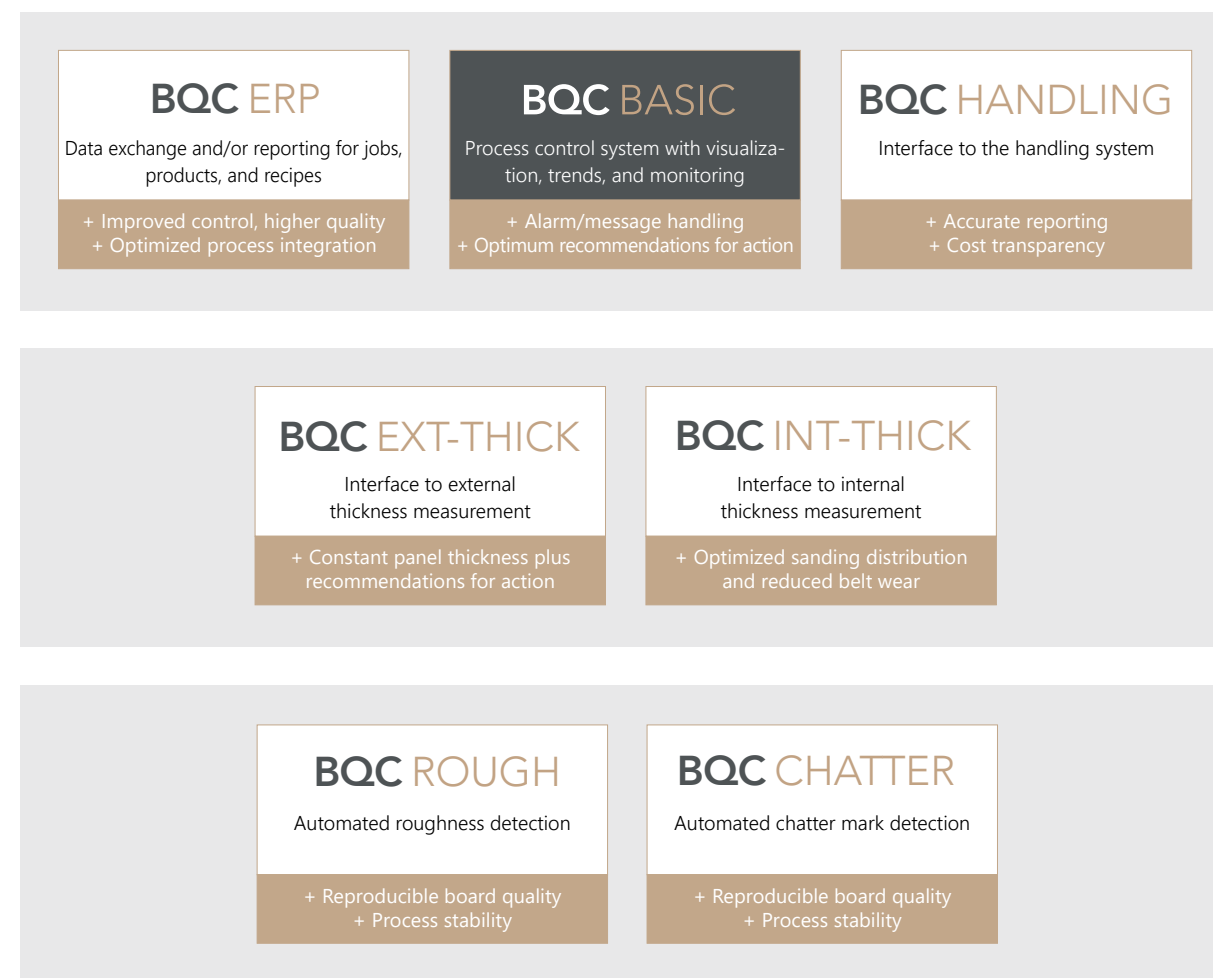 BQC ERP
Data exchange and/or reporting for jobs,
products, and recipes
+ Improved control, higher quality
+ Optimized process integration
BQC BASIC
Process control system with visualiza-
tion, trends, and monitoring
+ Alarm/message handling
+ Optimum recommendations for action
BQC HANDLING
Interface to the handling system
+ Accurate reporting
+ Cost transparency
BQC EXT-THICK
Interface to external
thickness measurement
+ Constant panel thickness plus
recommendations for action
BQC INT-THICK
Interface to internal
thickness measurement
+ Optimized sanding distribution
and reduced belt wear
BQC ROUGH
Automated roughness detection
+ Reproducible board quality
+ Process stability
BQC CHATTER
Automated chatter mark detection
+ Reproducible board quality
+ Process stability